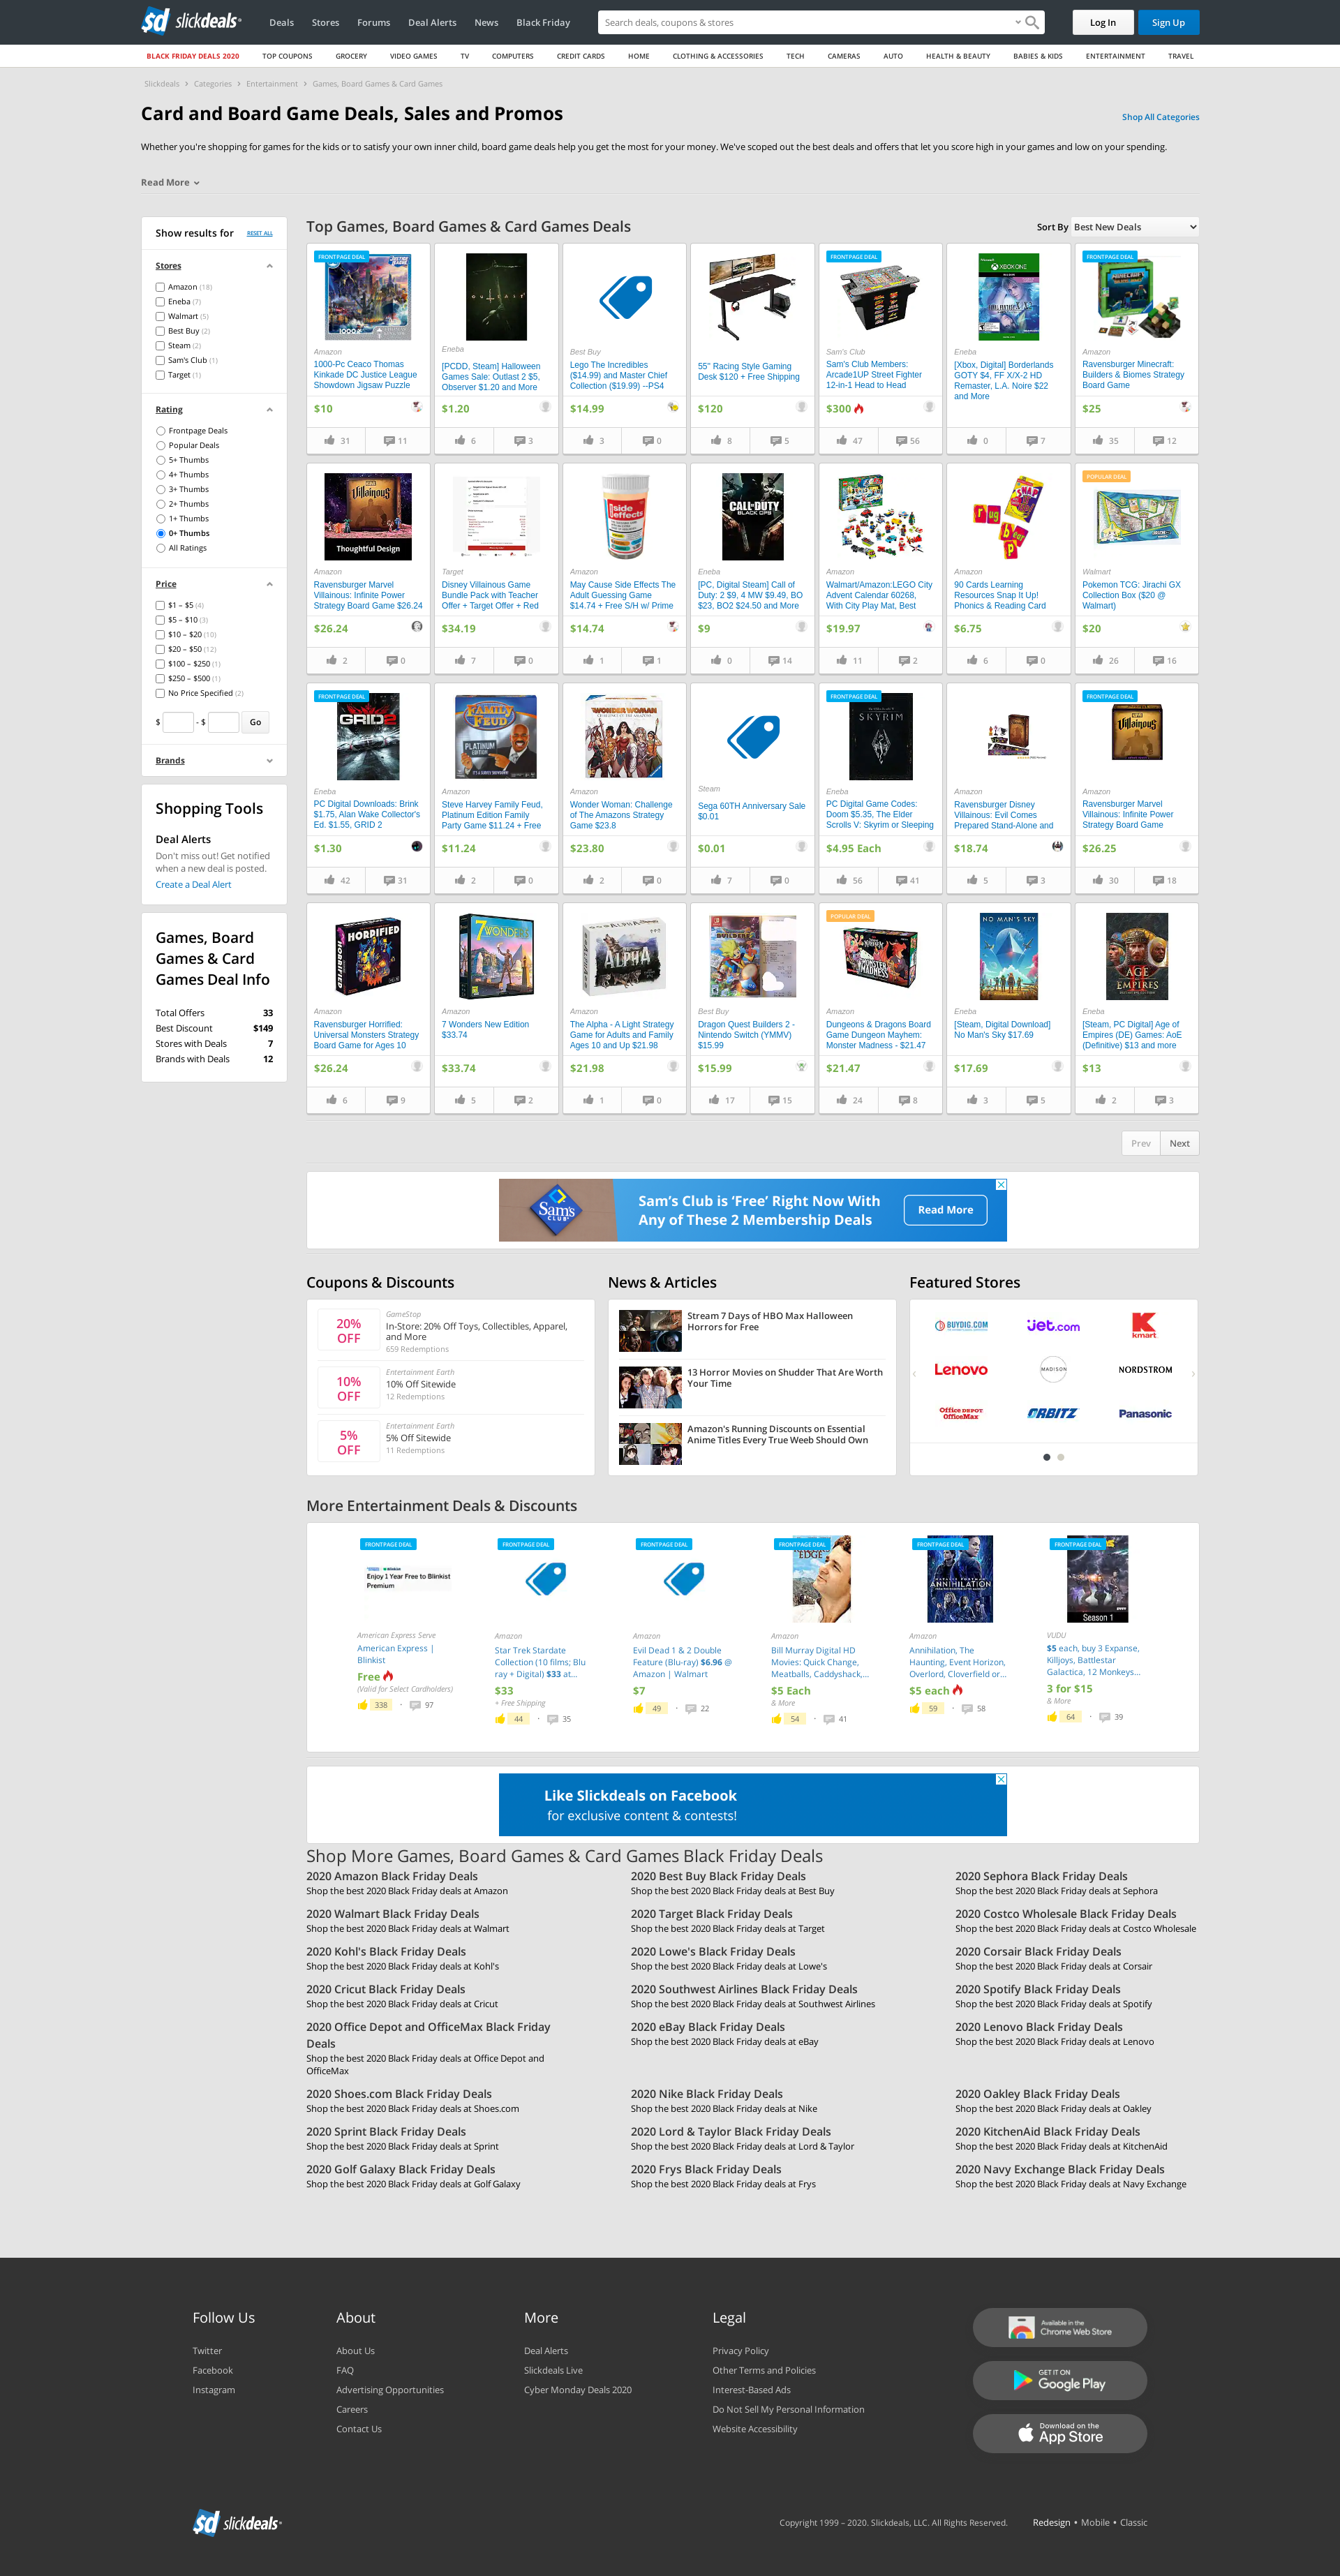 slickdeals
Deals Stores Forums Deal Alerts News Black Friday
Search deals, coupons & stores
Log In
Sign Up
BLACK FRIDAY DEALS 2020 TOP COUPONS GROCERY VIDEO GAMES TV COMPUTERS CREDIT CARDS HOME CLOTHING & ACCESSORIES TECH CAMERAS AUTO HEALTH & BEAUTY BABIES & KIDS ENTERTAINMENT TRAVEL
Slickdeals > Categories > Entertainment > Games, Board Games & Card Games
Card and Board Game Deals, Sales and Promos
Shop All Categories
Whether you're shopping for games for the kids or to satisfy your own inner child, board game deals help you get the most for your money. We've scoped out the best deals and offers that let you score high in your games and low on your spending.
Read More
Show results for RESET ALL
Stores
Amazon (18)
Eneba (7)
Walmart (5)
Best Buy (2)
Steam (2)
Sam's Club (1)
Target (1)
Rating
Frontpage Deals
Popular Deals
5+ Thumbs
4+ Thumbs
3+ Thumbs
2+ Thumbs
1+ Thumbs
0+ Thumbs
All Ratings
Price
$1 – $5 (4)
$5 – $10 (3)
$10 – $20 (10)
$20 – $50 (12)
$100 – $250 (1)
$250 – $500 (1)
No Price Specified (2)
$ - $ Go
Brands
Shopping Tools
Deal Alerts
Don't miss out! Get notified
when a new deal is posted.
Create a Deal Alert
Games, Board
Games & Card
Games Deal Info
Total Offers 33
Best Discount $149
Stores with Deals 7
Brands with Deals 12
Top Games, Board Games & Card Games Deals
Sort By Best New Deals
FRONTPAGE DEAL
Amazon
1000-Pc Ceaco Thomas
Kinkade DC Justice League
Showdown Jigsaw Puzzle
$10
31 11
OUTLAST
Eneba
[PCDD, Steam] Halloween
Games Sale: Outlast 2 $5,
Observer $1.20 and More
$1.20
6 3
Best Buy
Lego The Incredibles
($14.99) and Master Chief
Collection ($19.99) --PS4
$14.99
3 0
55" Racing Style Gaming
Desk $120 + Free Shipping
$120
8 5
FRONTPAGE DEAL
Sam's Club
Sam's Club Members:
Arcade1UP Street Fighter
12-in-1 Head to Head
$300
47 56
XBOX ONE
Eneba
[Xbox, Digital] Borderlands
GOTY $4, FF X/X-2 HD
Remaster, L.A. Noire $22
and More
0 7
FRONTPAGE DEAL
Amazon
Ravensburger Minecraft:
Builders & Biomes Strategy
Board Game
$25
35 12
Villainous
Thoughtful Design
Amazon
Ravensburger Marvel
Villainous: Infinite Power
Strategy Board Game $26.24
$26.24
2 0
Target
Disney Villainous Game
Bundle Pack with Teacher
Offer + Target Offer + Red
$34.19
7 0
side effects
Amazon
May Cause Side Effects The
Adult Guessing Game
$14.74 + Free S/H w/ Prime
$14.74
1 1
CALL OF DUTY
BLACK OPS
Eneba
[PC, Digital Steam] Call of
Duty: 2 $9, 4 MW $9.49, BO
$23, BO2 $24.50 and More
$9
0 14
Amazon
Walmart/Amazon:LEGO City
Advent Calendar 60268,
With City Play Mat, Best
$19.97
11 2
Amazon
90 Cards Learning
Resources Snap It Up!
Phonics & Reading Card
$6.75
6 0
POPULAR DEAL
Walmart
Pokemon TCG: Jirachi GX
Collection Box ($20 @
Walmart)
$20
26 16
FRONTPAGE DEAL
GRID 2
Eneba
PC Digital Downloads: Brink
$1.75, Alan Wake Collector's
Ed. $1.55, GRID 2
$1.30
42 31
FAMILY FEUD
PLATINUM EDITION
Amazon
Steve Harvey Family Feud,
Platinum Edition Family
Party Game $11.24 + Free
$11.24
2 0
WONDER WOMAN
Amazon
Wonder Woman: Challenge
of The Amazons Strategy
Game $23.8
$23.80
2 0
Steam
Sega 60TH Anniversary Sale
$0.01
$0.01
7 0
FRONTPAGE DEAL
SKYRIM
Eneba
PC Digital Game Codes:
Doom $5.35, The Elder
Scrolls V: Skyrim or Sleeping
$4.95 Each
56 41
Amazon
Ravensburger Disney
Villainous: Evil Comes
Prepared Stand-Alone and
$18.74
5 3
FRONTPAGE DEAL
Villainous
Amazon
Ravensburger Marvel
Villainous: Infinite Power
Strategy Board Game
$26.25
30 18
HORRIFIED
Amazon
Ravensburger Horrified:
Universal Monsters Strategy
Board Game for Ages 10
$26.24
6 9
7 WONDERS
Amazon
7 Wonders New Edition
$33.74
$33.74
5 2
ALPHA
Amazon
The Alpha - A Light Strategy
Game for Adults and Family
Ages 10 and Up $21.98
$21.98
1 0
BUILDERS
Best Buy
Dragon Quest Builders 2 -
Nintendo Switch (YMMV)
$15.99
$15.99
17 15
POPULAR DEAL
MONSTER MADNESS
Amazon
Dungeons & Dragons Board
Game Dungeon Mayhem:
Monster Madness - $21.47
$21.47
24 8
NO MAN'S SKY
Eneba
[Steam, Digital Download]
No Man's Sky $17.69
$17.69
3 5
AGE EMPIRES
Eneba
[Steam, PC Digital] Age of
Empires (DE) Games: AoE
(Definitive) $13 and more
$13
2 3
Prev Next
Sam's CLUB
Sam's Club is ‘Free’ Right Now With
Any of These 2 Membership Deals
Read More
Coupons & Discounts
20% OFF
GameStop
In-Store: 20% Off Toys, Collectibles, Apparel,
and More
659 Redemptions
10% OFF
Entertainment Earth
10% Off Sitewide
12 Redemptions
5% OFF
Entertainment Earth
5% Off Sitewide
11 Redemptions
News & Articles
Stream 7 Days of HBO Max Halloween
Horrors for Free
13 Horror Movies on Shudder That Are Worth
Your Time
Amazon's Running Discounts on Essential
Anime Titles Every True Weeb Should Own
Featured Stores
BUYDIG.COM jet.com kmart
Lenovo MADISON NORDSTROM
Office DEPOT OfficeMax ORBITZ Panasonic
More Entertainment Deals & Discounts
FRONTPAGE DEAL
Enjoy 1 Year Free to Blinkist
Premium
American Express Serve
American Express |
Blinkist
Free
(Valid for Select Cardholders)
338 · 97
FRONTPAGE DEAL
Amazon
Star Trek Stardate
Collection (10 films; Blu
ray + Digital) $33 at...
$33
+ Free Shipping
44 · 35
FRONTPAGE DEAL
Amazon
Evil Dead 1 & 2 Double
Feature (Blu-ray) $6.96 @
Amazon | Walmart
$7
49 · 22
FRONTPAGE DEAL
EDGE
Amazon
Bill Murray Digital HD
Movies: Quick Change,
Meatballs, Caddyshack,...
$5 Each
& More
54 · 41
FRONTPAGE DEAL
ANNIHILATION
Amazon
Annihilation, The
Haunting, Event Horizon,
Overlord, Cloverfield or...
$5 each
59 · 58
FRONTPAGE DEAL
Season 1
VUDU
$5 each, buy 3 Expanse,
Killjoys, Battlestar
Galactica, 12 Monkeys...
3 for $15
& More
64 · 39
Like Slickdeals on Facebook
for exclusive content & contests!
Shop More Games, Board Games & Card Games Black Friday Deals
2020 Amazon Black Friday Deals
Shop the best 2020 Black Friday deals at Amazon
2020 Best Buy Black Friday Deals
Shop the best 2020 Black Friday deals at Best Buy
2020 Sephora Black Friday Deals
Shop the best 2020 Black Friday deals at Sephora
2020 Walmart Black Friday Deals
Shop the best 2020 Black Friday deals at Walmart
2020 Target Black Friday Deals
Shop the best 2020 Black Friday deals at Target
2020 Costco Wholesale Black Friday Deals
Shop the best 2020 Black Friday deals at Costco Wholesale
2020 Kohl's Black Friday Deals
Shop the best 2020 Black Friday deals at Kohl's
2020 Lowe's Black Friday Deals
Shop the best 2020 Black Friday deals at Lowe's
2020 Corsair Black Friday Deals
Shop the best 2020 Black Friday deals at Corsair
2020 Cricut Black Friday Deals
Shop the best 2020 Black Friday deals at Cricut
2020 Southwest Airlines Black Friday Deals
Shop the best 2020 Black Friday deals at Southwest Airlines
2020 Spotify Black Friday Deals
Shop the best 2020 Black Friday deals at Spotify
2020 Office Depot and OfficeMax Black Friday
Deals
Shop the best 2020 Black Friday deals at Office Depot and
OfficeMax
2020 eBay Black Friday Deals
Shop the best 2020 Black Friday deals at eBay
2020 Lenovo Black Friday Deals
Shop the best 2020 Black Friday deals at Lenovo
2020 Shoes.com Black Friday Deals
Shop the best 2020 Black Friday deals at Shoes.com
2020 Nike Black Friday Deals
Shop the best 2020 Black Friday deals at Nike
2020 Oakley Black Friday Deals
Shop the best 2020 Black Friday deals at Oakley
2020 Sprint Black Friday Deals
Shop the best 2020 Black Friday deals at Sprint
2020 Lord & Taylor Black Friday Deals
Shop the best 2020 Black Friday deals at Lord & Taylor
2020 KitchenAid Black Friday Deals
Shop the best 2020 Black Friday deals at KitchenAid
2020 Golf Galaxy Black Friday Deals
Shop the best 2020 Black Friday deals at Golf Galaxy
2020 Frys Black Friday Deals
Shop the best 2020 Black Friday deals at Frys
2020 Navy Exchange Black Friday Deals
Shop the best 2020 Black Friday deals at Navy Exchange
Follow Us
Twitter
Facebook
Instagram
About
About Us
FAQ
Advertising Opportunities
Careers
Contact Us
More
Deal Alerts
Slickdeals Live
Cyber Monday Deals 2020
Legal
Privacy Policy
Other Terms and Policies
Interest-Based Ads
Do Not Sell My Personal Information
Website Accessibility
Available in the
Chrome Web Store
GET IT ON
Google Play
Download on the
App Store
slickdeals
Copyright 1999 – 2020. Slickdeals, LLC. All Rights Reserved.
Redesign • Mobile • Classic